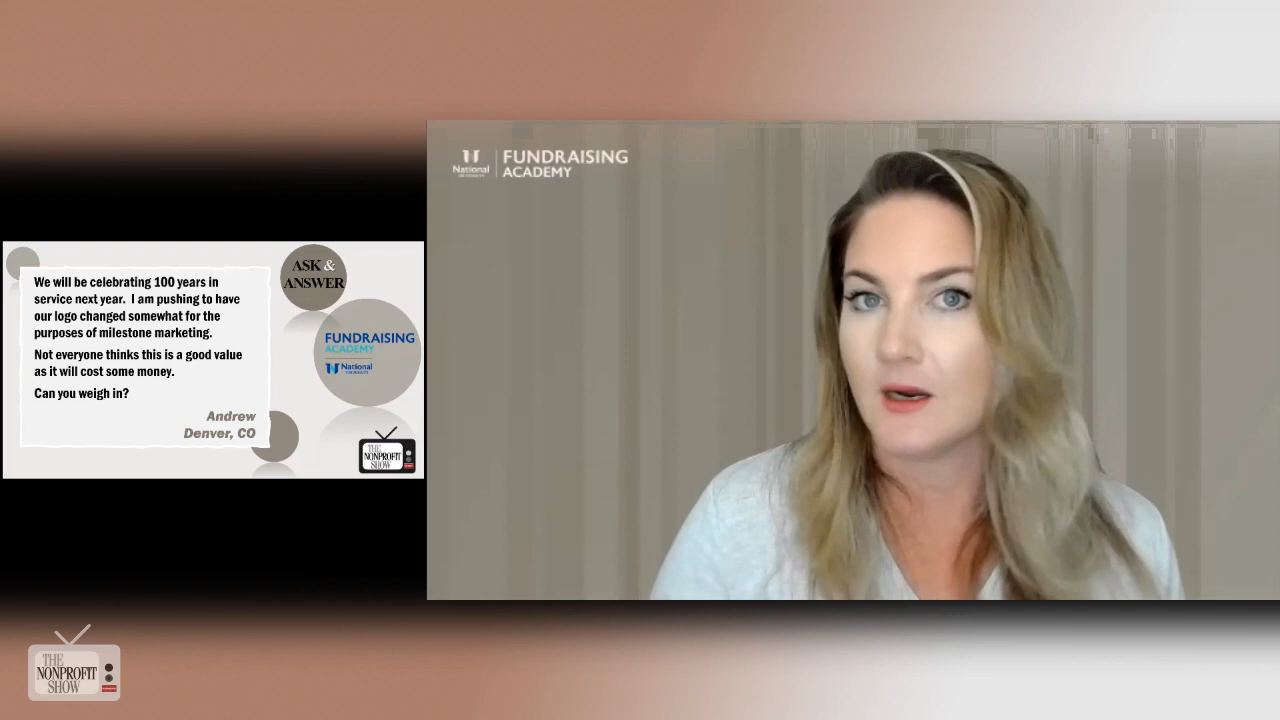 We will be celebrating 100 years in
service next year. I am pushing to have
our logo changed somewhat for the
purposes of milestone marketing.
Not everyone thinks this is a good value
as it will cost some money.
Can you weigh in?
Andrew
Denver, CO
ASK &
ANSWER
FUNDRAISING
ACADEMY
National
THE
NONPROFIT
SHOW
National
FUNDRAISING
ACADEMY
THE
NONPROFIT
SHOW